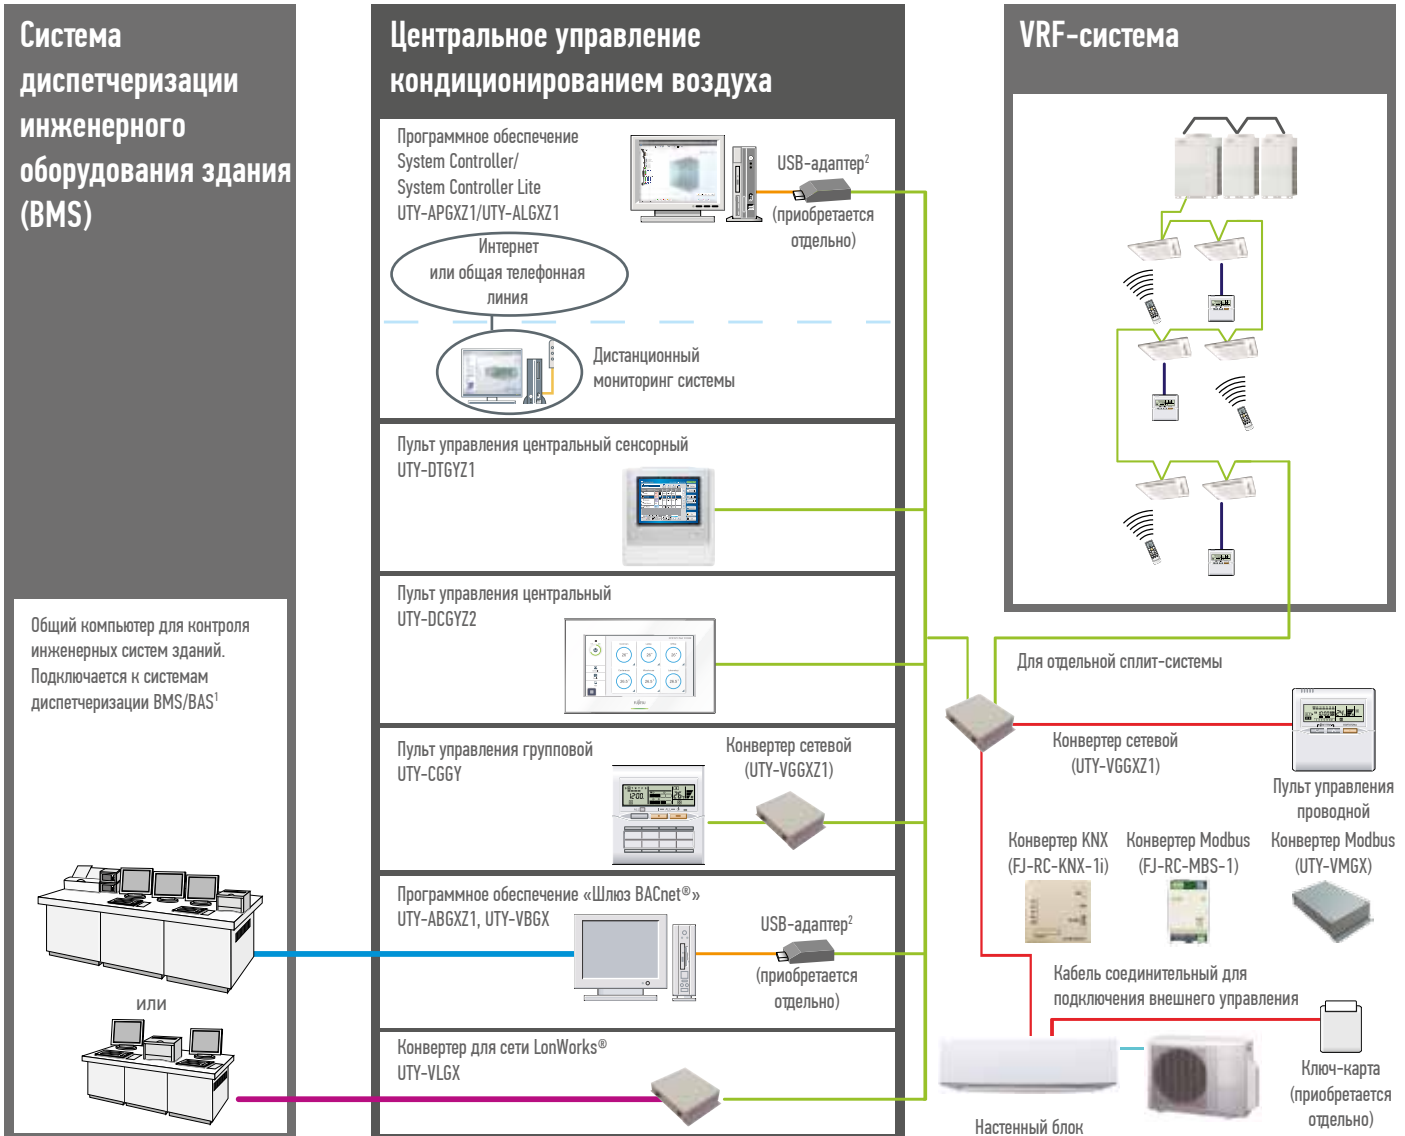 Система
диспетчеризации
инженерного
оборудования здания
(BMS)
Общий компьютер для контроля
инженерных систем зданий.
Подключается к системам
диспетчеризации BMS/BAS¹
или
Центральное управление
кондиционированием воздуха
Программное обеспечение
System Controller/
System Controller Lite
UTY-APGXZ1/UTY-ALGXZ1
USB-адаптер²
(приобретается
отдельно)
Интернет
или общая телефонная
линия
Дистанционный
мониторинг системы
Пульт управления центральный сенсорный
UTY-DTGYZ1
Пульт управления центральный
UTY-DCGYZ2
Пульт управления групповой
UTY-CGGY
Конвертер сетевой
(UTY-VGGXZ1)
Программное обеспечение «Шлюз BACnet®»
UTY-ABGXZ1, UTY-VBGX
USB-адаптер²
(приобретается
отдельно)
Конвертер для сети LonWorks®
UTY-VLGX
VRF-система
Для отдельной сплит-системы
Конвертер сетевой
(UTY-VGGXZ1)
Пульт управления
проводной
Конвертер KNX
(FJ-RC-KNX-1i)
Конвертер Modbus
(FJ-RC-MBS-1)
Конвертер Modbus
(UTY-VMGX)
Кабель соединительный для
подключения внешнего управления
Ключ-карта
(приобретается
отдельно)
Настенный блок